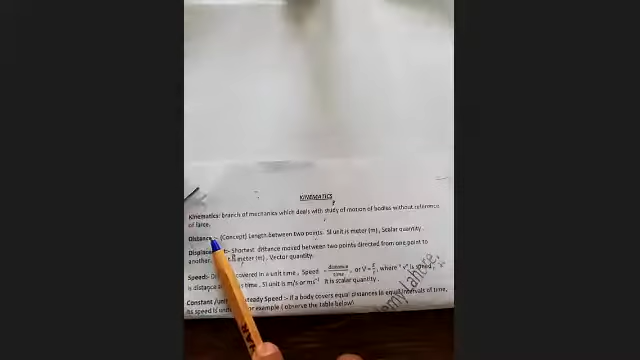 KINEMATICS
Kinematics: branch of mechanics which deals with study of motion of bodies without reference
of force.
Distance :- (Concept) Length between two points. SI unit is meter (m), Scalar quantity.
Shortest distance moved between two points directed from one point to
another. meter (m), Vector quantity.
Speed:- covered in a unit time, Speed = distance/time, or V = where "v" is speed,
is distance time, SI unit is m/s or ms⁻¹ It is scalar quantity.
Constant /uni steady Speed :- if a body covers equal distances in equal intervals of time,
its speed is example ( observe the table below)